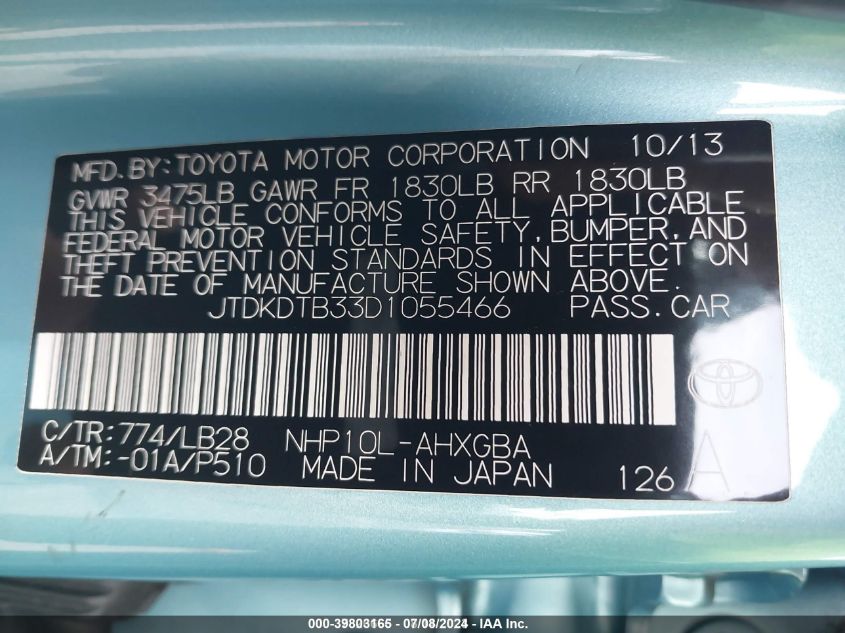 MFD. BY: TOYOTA MOTOR CORPORATION 10/13
GVWR 3475LB GAWR FR 1830LB RR 1830LB
THIS VEHICLE CONFORMS TO ALL APPLICABLE
FEDERAL MOTOR VEHICLE SAFETY, BUMPER, AND
THEFT PREVENTION STANDARDS IN EFFECT ON
THE DATE OF MANUFACTURE SHOWN ABOVE.
JTDKDTB33D1055466 PASS. CAR
C/TR: 774/LB28 NHP10L-AHXGBA
A/TM: -01A/P510 MADE IN JAPAN 126 A
000-39803165 - 07/08/2024 - IAA Inc.